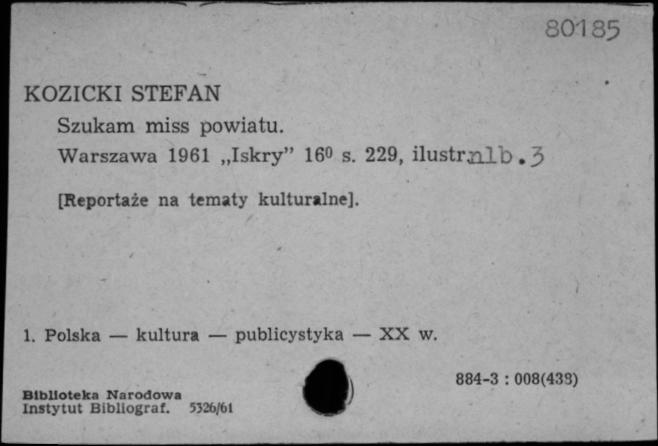 80185
KOZICKI STEFAN
Szukam miss powiatu.
Warszawa 1961 „Iskry” 16⁰ s. 229, ilustr. nlb. 3
[Reportaże na tematy kulturalne].
1. Polska — kultura — publicystyka — XX w.
884-3 : 008(438)
Biblioteka Narodowa
Instytut Bibliograf. 5326/61